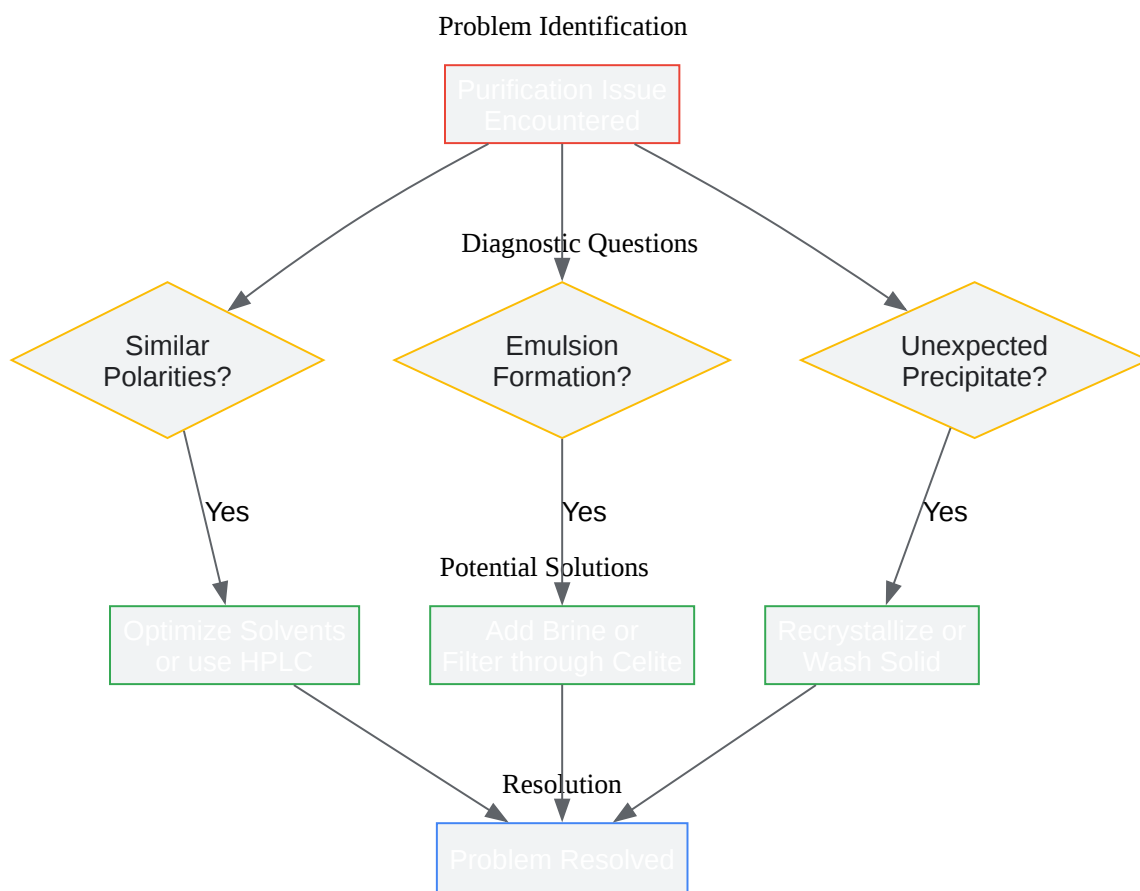 Problem Identification
Purification Issue
Encountered
Diagnostic Questions
Similar
Polarities?
Emulsion
Formation?
Unexpected
Precipitate?
Yes
Yes
Yes
Potential Solutions
Optimize Solvents
or use HPLC
Add Brine or
Filter through Celite
Recrystallize or
Wash Solid
Resolution
Problem Resolved